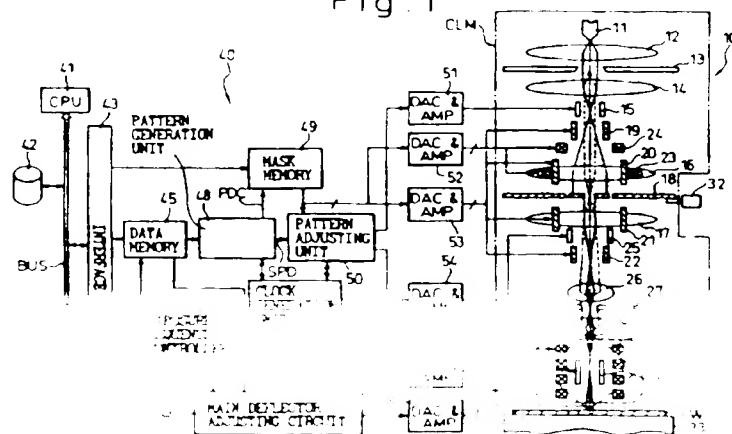 Fig. 1
CLM
11
12
10
13
14
15
19
24
20
23
16
18
32
17
21
25
22
26
27
41
CPU
43
40
42
PATTERN
GENERATION
UNIT
49
MASK
MEMORY
51
DAC &
AMP
DAC &
AMP
52
DAC &
AMP
53
54
DAC &
45
DATA
MEMORY
PDC
48
SPD
PATTERN
ADJUSTING
UNIT
50
INTERFACE
BUS
CLOCK
MAIN DEFLECTOR
ADJUSTING CIRCUIT
DAC &
AMP
W